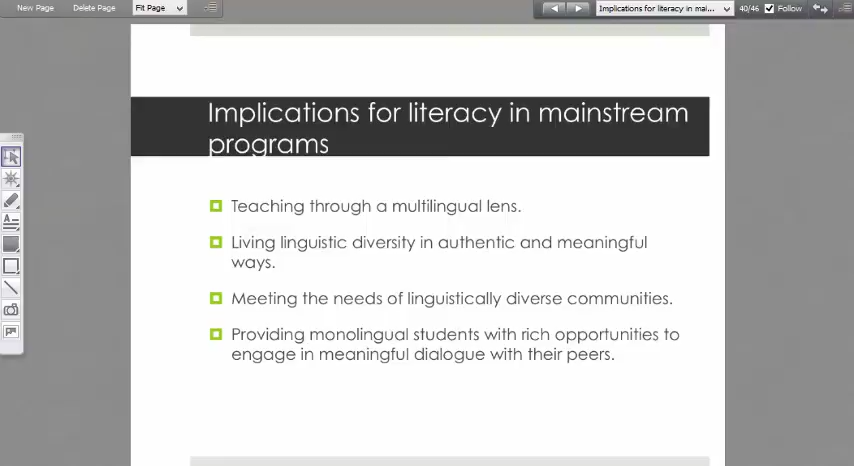 New Page Delete Page Fit Page Implications for literacy in mai... 40/46 Follow
Implications for literacy in mainstream
programs
Teaching through a multilingual lens.
Living linguistic diversity in authentic and meaningful
ways.
Meeting the needs of linguistically diverse communities.
Providing monolingual students with rich opportunities to
engage in meaningful dialogue with their peers.